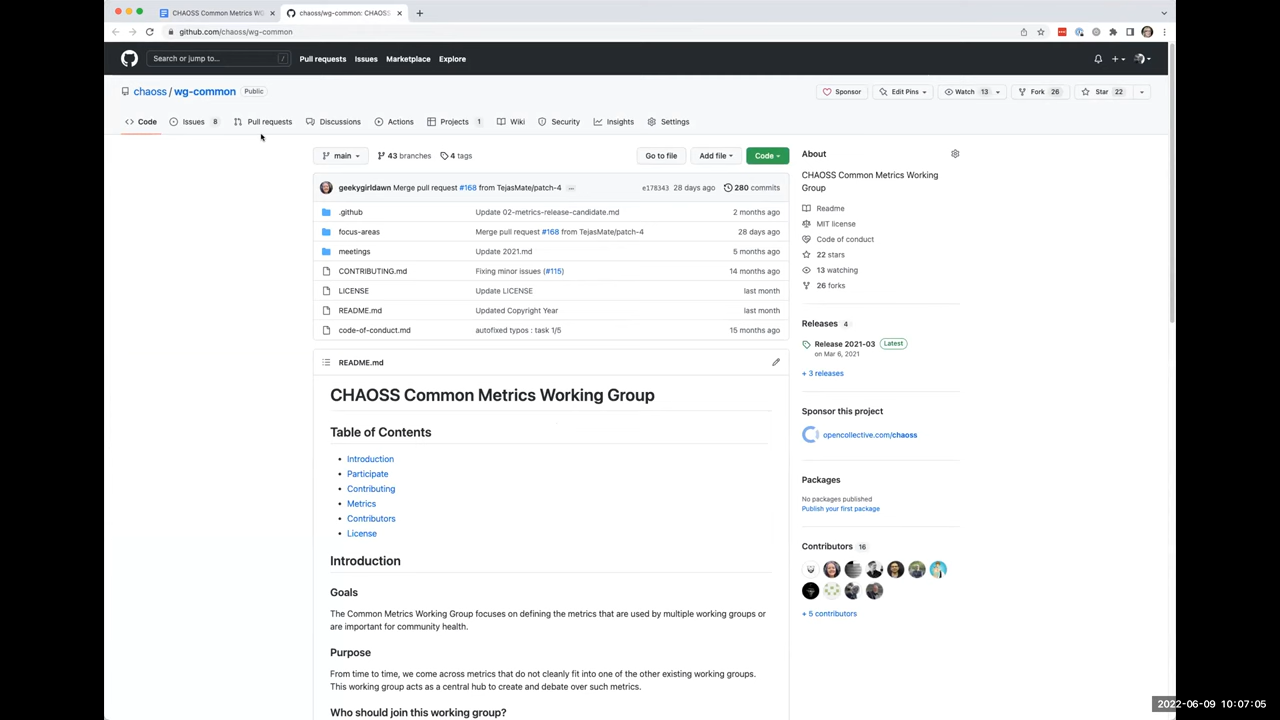 CHAOSS Common Metrics WG
chaoss/wg-common: CHAOSS
github.com/chaoss/wg-common
Search or jump to... /
Pull requests Issues Marketplace Explore
chaoss / wg-common Public
Sponsor Edit Pins Watch 13 Fork 26 Star 22
Code Issues 8 Pull requests Discussions Actions Projects 1 Wiki Security Insights Settings
main 43 branches 4 tags Go to file Add file Code
geekygirldawn Merge pull request #168 from TejasMate/patch-4 ... e178343 28 days ago 280 commits
.github Update 02-metrics-release-candidate.md 2 months ago
focus-areas Merge pull request #168 from TejasMate/patch-4 28 days ago
meetings Update 2021.md 5 months ago
CONTRIBUTING.md Fixing minor issues (#115) 14 months ago
LICENSE Update LICENSE last month
README.md Updated Copyright Year last month
code-of-conduct.md autofixed typos : task 1/5 15 months ago
README.md
CHAOSS Common Metrics Working Group
Table of Contents
• Introduction
• Participate
• Contributing
• Metrics
• Contributors
• License
Introduction
Goals
The Common Metrics Working Group focuses on defining the metrics that are used by multiple working groups or
are important for community health.
Purpose
From time to time, we come across metrics that do not cleanly fit into one of the other existing working groups.
This working group acts as a central hub to create and debate over such metrics.
Who should join this working group?
About
CHAOSS Common Metrics Working
Group
Readme
MIT license
Code of conduct
22 stars
13 watching
26 forks
Releases 4
Release 2021-03 Latest
on Mar 6, 2021
+ 3 releases
Sponsor this project
opencollective.com/chaoss
Packages
No packages published
Publish your first package
Contributors 16
+ 5 contributors
2022-06-09 10:07:05